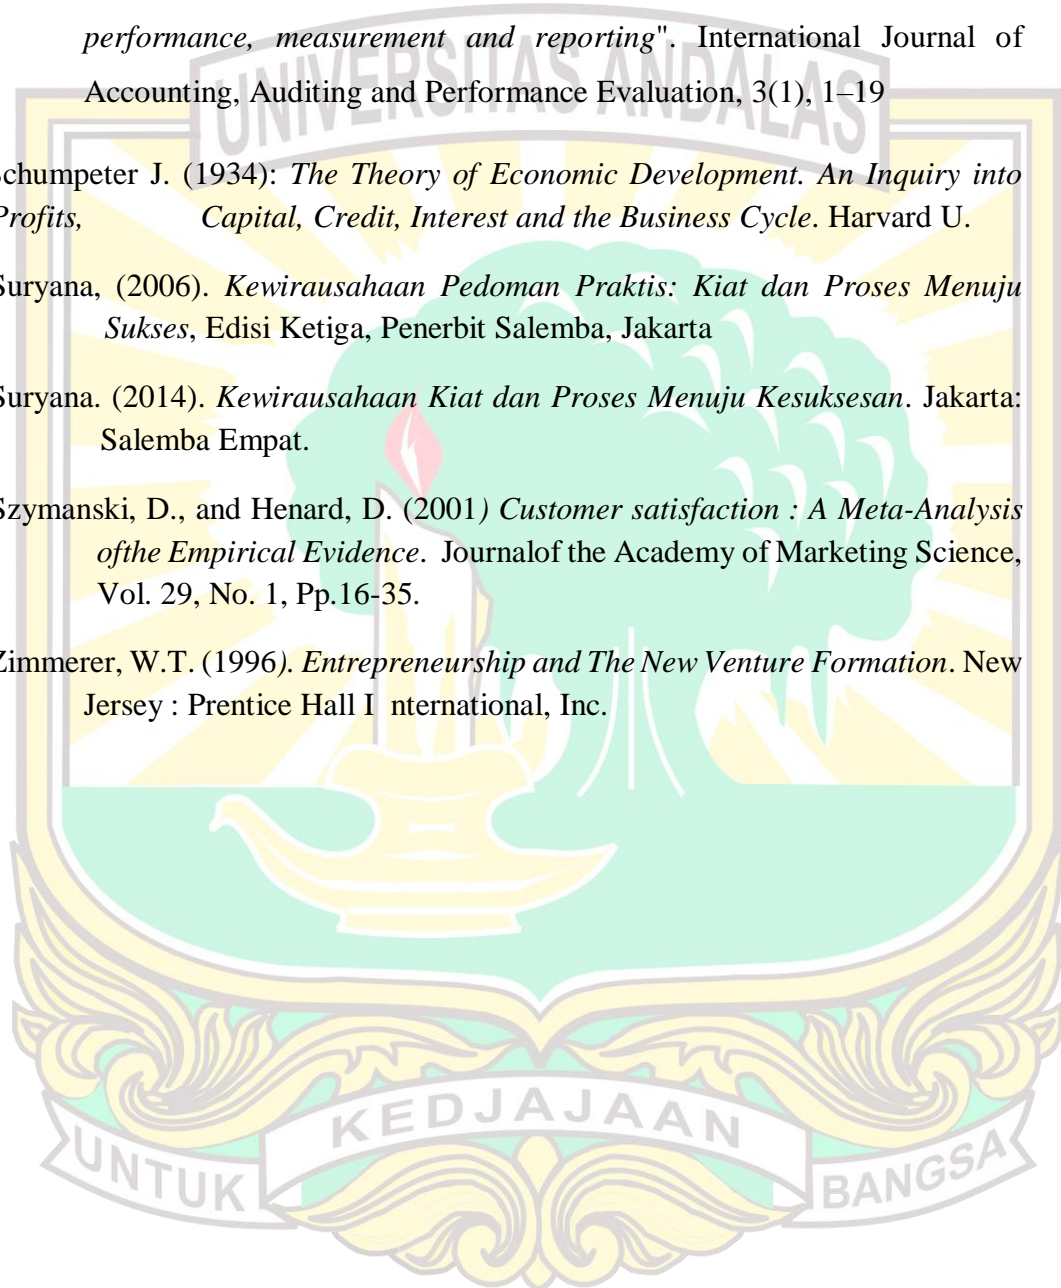 performance, measurement and reporting". International Journal of
UNIVERSITAS ANDALAS
Accounting, Auditing and Performance Evaluation, 3(1), 1–19
Schumpeter J. (1934): The Theory of Economic Development. An Inquiry into
Profits, Capital, Credit, Interest and the Business Cycle. Harvard U.
Suryana, (2006). Kewirausahaan Pedoman Praktis: Kiat dan Proses Menuju
Sukses, Edisi Ketiga, Penerbit Salemba, Jakarta
Suryana. (2014). Kewirausahaan Kiat dan Proses Menuju Kesuksesan. Jakarta:
Salemba Empat.
Szymanski, D., and Henard, D. (2001) Customer satisfaction : A Meta-Analysis
ofthe Empirical Evidence. Journalof the Academy of Marketing Science,
Vol. 29, No. 1, Pp.16-35.
Zimmerer, W.T. (1996). Entrepreneurship and The New Venture Formation. New
Jersey : Prentice Hall I nternational, Inc.
UNTUK KEDJAJAAN BANGSA